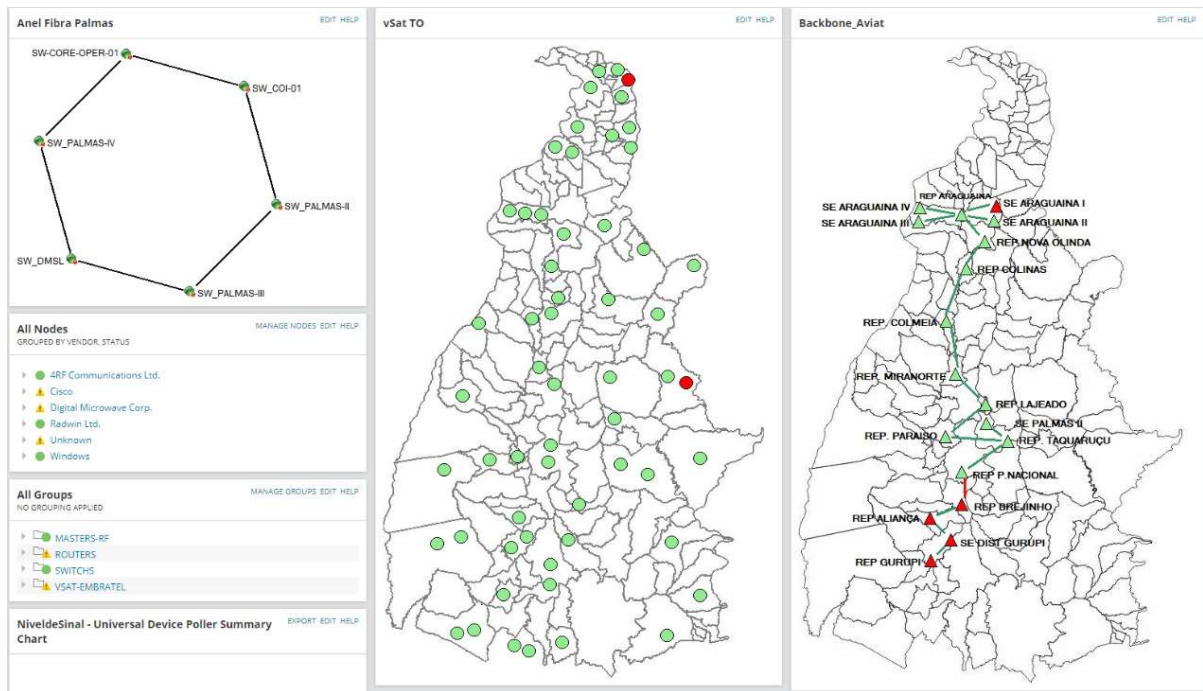 Anel Fibra Palmas
EDIT HELP
SW-CORE-OPER-01
SW_COI-01
SW_PALMAS-IV
SW_PALMAS-II
SW_DMSL
SW_PALMAS-III
All Nodes
MANAGE NODES EDIT HELP
GROUPED BY VENDOR, STATUS
4RF Communications Ltd.
Cisco
Digital Microwave Corp.
Radwin Ltd.
Unknown
Windows
All Groups
MANAGE GROUPS EDIT HELP
NO GROUPING APPLIED
MASTERS-RF
ROUTERS
SWITCHS
VSAT-EMBRATEL
NiveldeSinal - Universal Device Poller Summary
Chart
EXPORT EDIT HELP
vSat TO
EDIT HELP
Backbone_Aviat
EDIT HELP
REP ARAGUAINA
SE ARAGUAINA IV
SE ARAGUAINA I
SE ARAGUAINA III
SE ARAGUAINA II
REP.NOVA OLINDA
REP COLINAS
REP. COLMEIA
REP. MIRANORTE
REP.LAJEADO
SE PALMAS II
REP. PARAISO
REP. TAQUARUÇU
REP P.NACIONAL
REP BREJINHO
REP ALIANÇA
SE DIST GURUPI
REP GURUPI